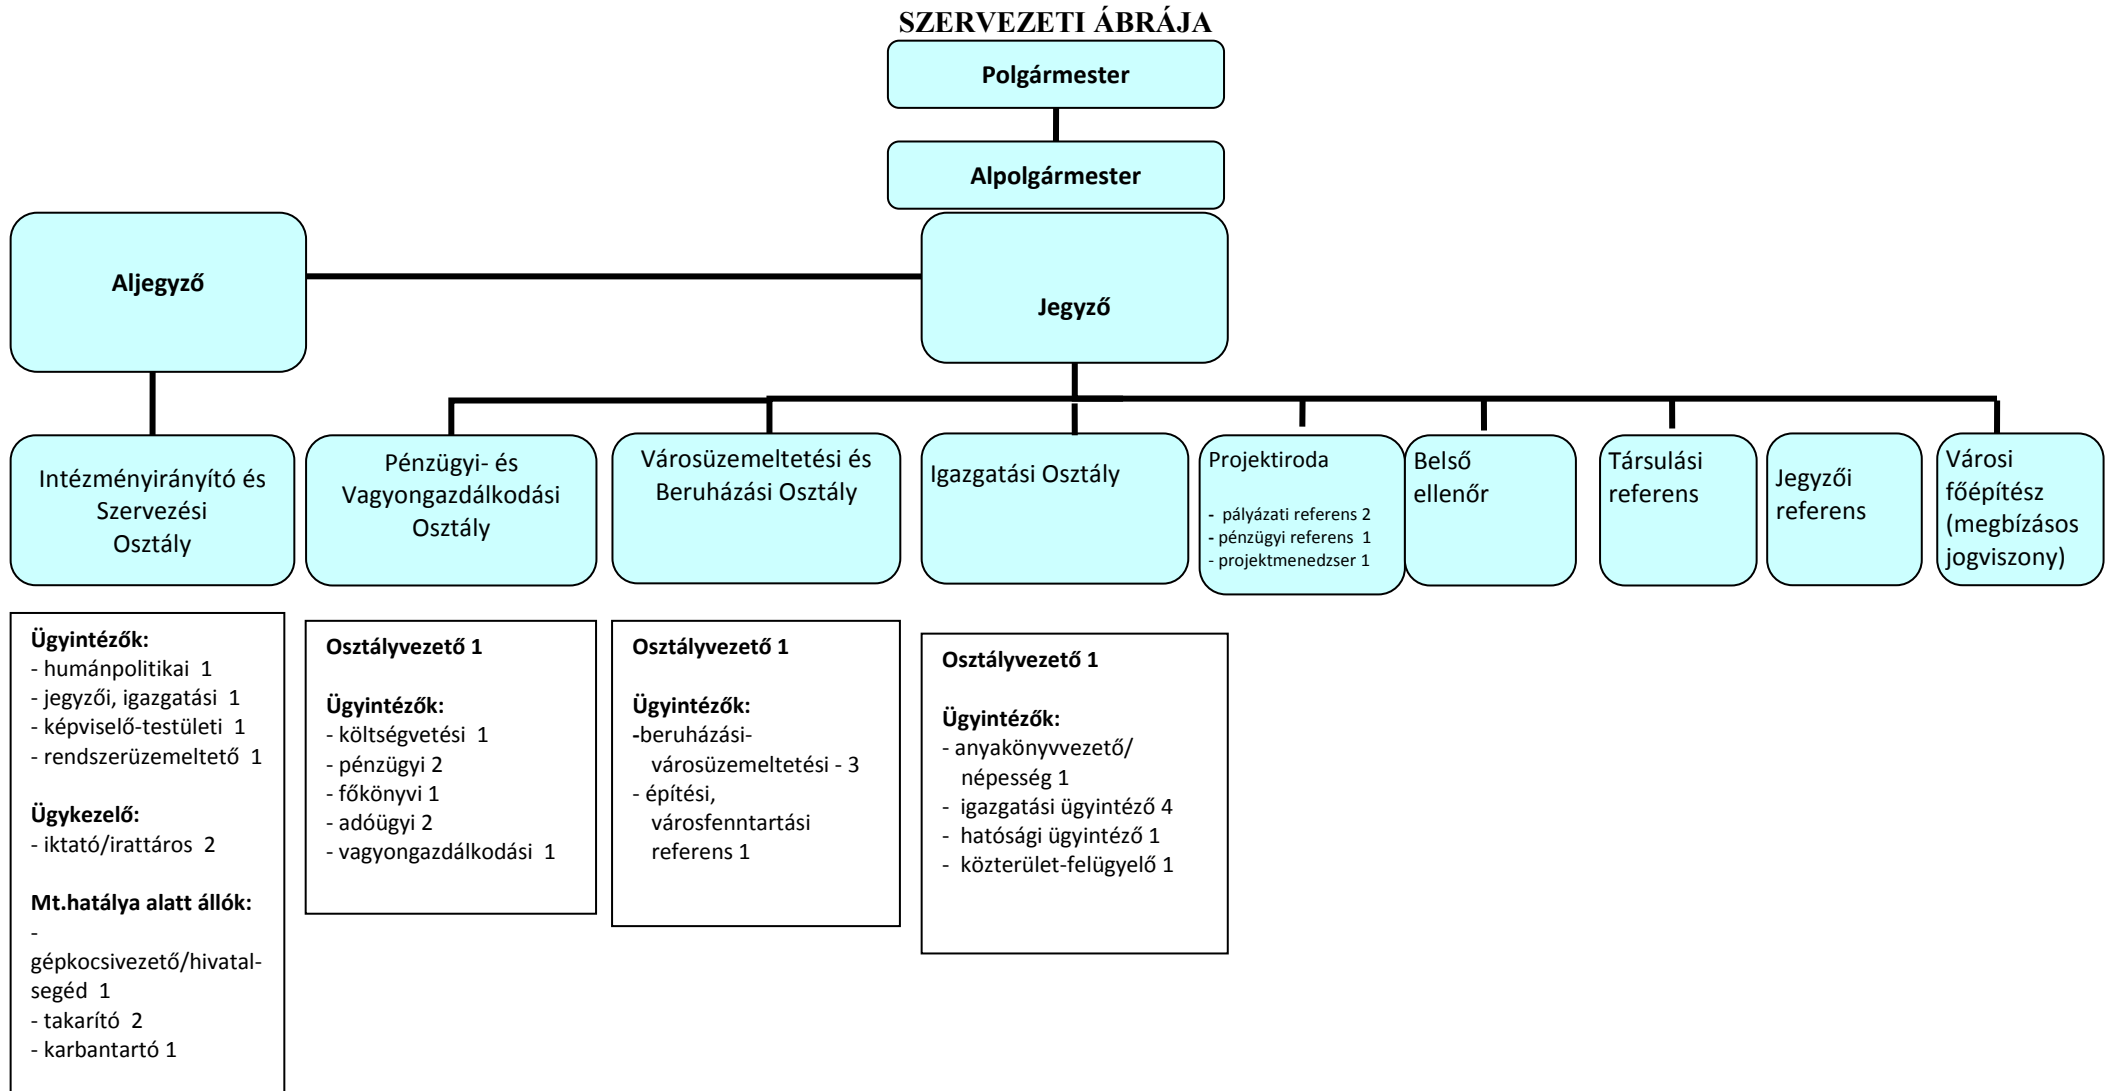 SZERVEZETI ÁBRÁJA
Polgármester
Alpolgármester
Aljegyző
Jegyző
Intézményirányító és
Szervezési
Osztály
Pénzügyi- és
Vagyongazdálkodási
Osztály
Városüzemeltetési és
Beruházási Osztály
Igazgatási Osztály
Projektiroda
- pályázati referens 2
- pénzügyi referens 1
- projektmenedzser 1
Belső
ellenőr
Társulási
referens
Jegyzői
referens
Városi
főépítész
(megbízásos
jogviszony)
Ügyintézők:
- humánpolitikai 1
- jegyzői, igazgatási 1
- képviselő-testületi 1
- rendszerüzemeltető 1
Ügykezelő:
- iktató/irattáros 2
Mt.hatálya alatt állók:
-
gépkocsivezető/hivatal-
segéd 1
- takarító 2
- karbantartó 1
Osztályvezető 1
Ügyintézők:
- költségvetési 1
- pénzügyi 2
- főkönyvi 1
- adóügyi 2
- vagyongazdálkodási 1
Osztályvezető 1
Ügyintézők:
-beruházási-
városüzemeltetési - 3
- építési,
városfenntartási
referens 1
Osztályvezető 1
Ügyintézők:
- anyakönyvvezető/
népesség 1
- igazgatási ügyintéző 4
- hatósági ügyintéző 1
- közterület-felügyelő 1